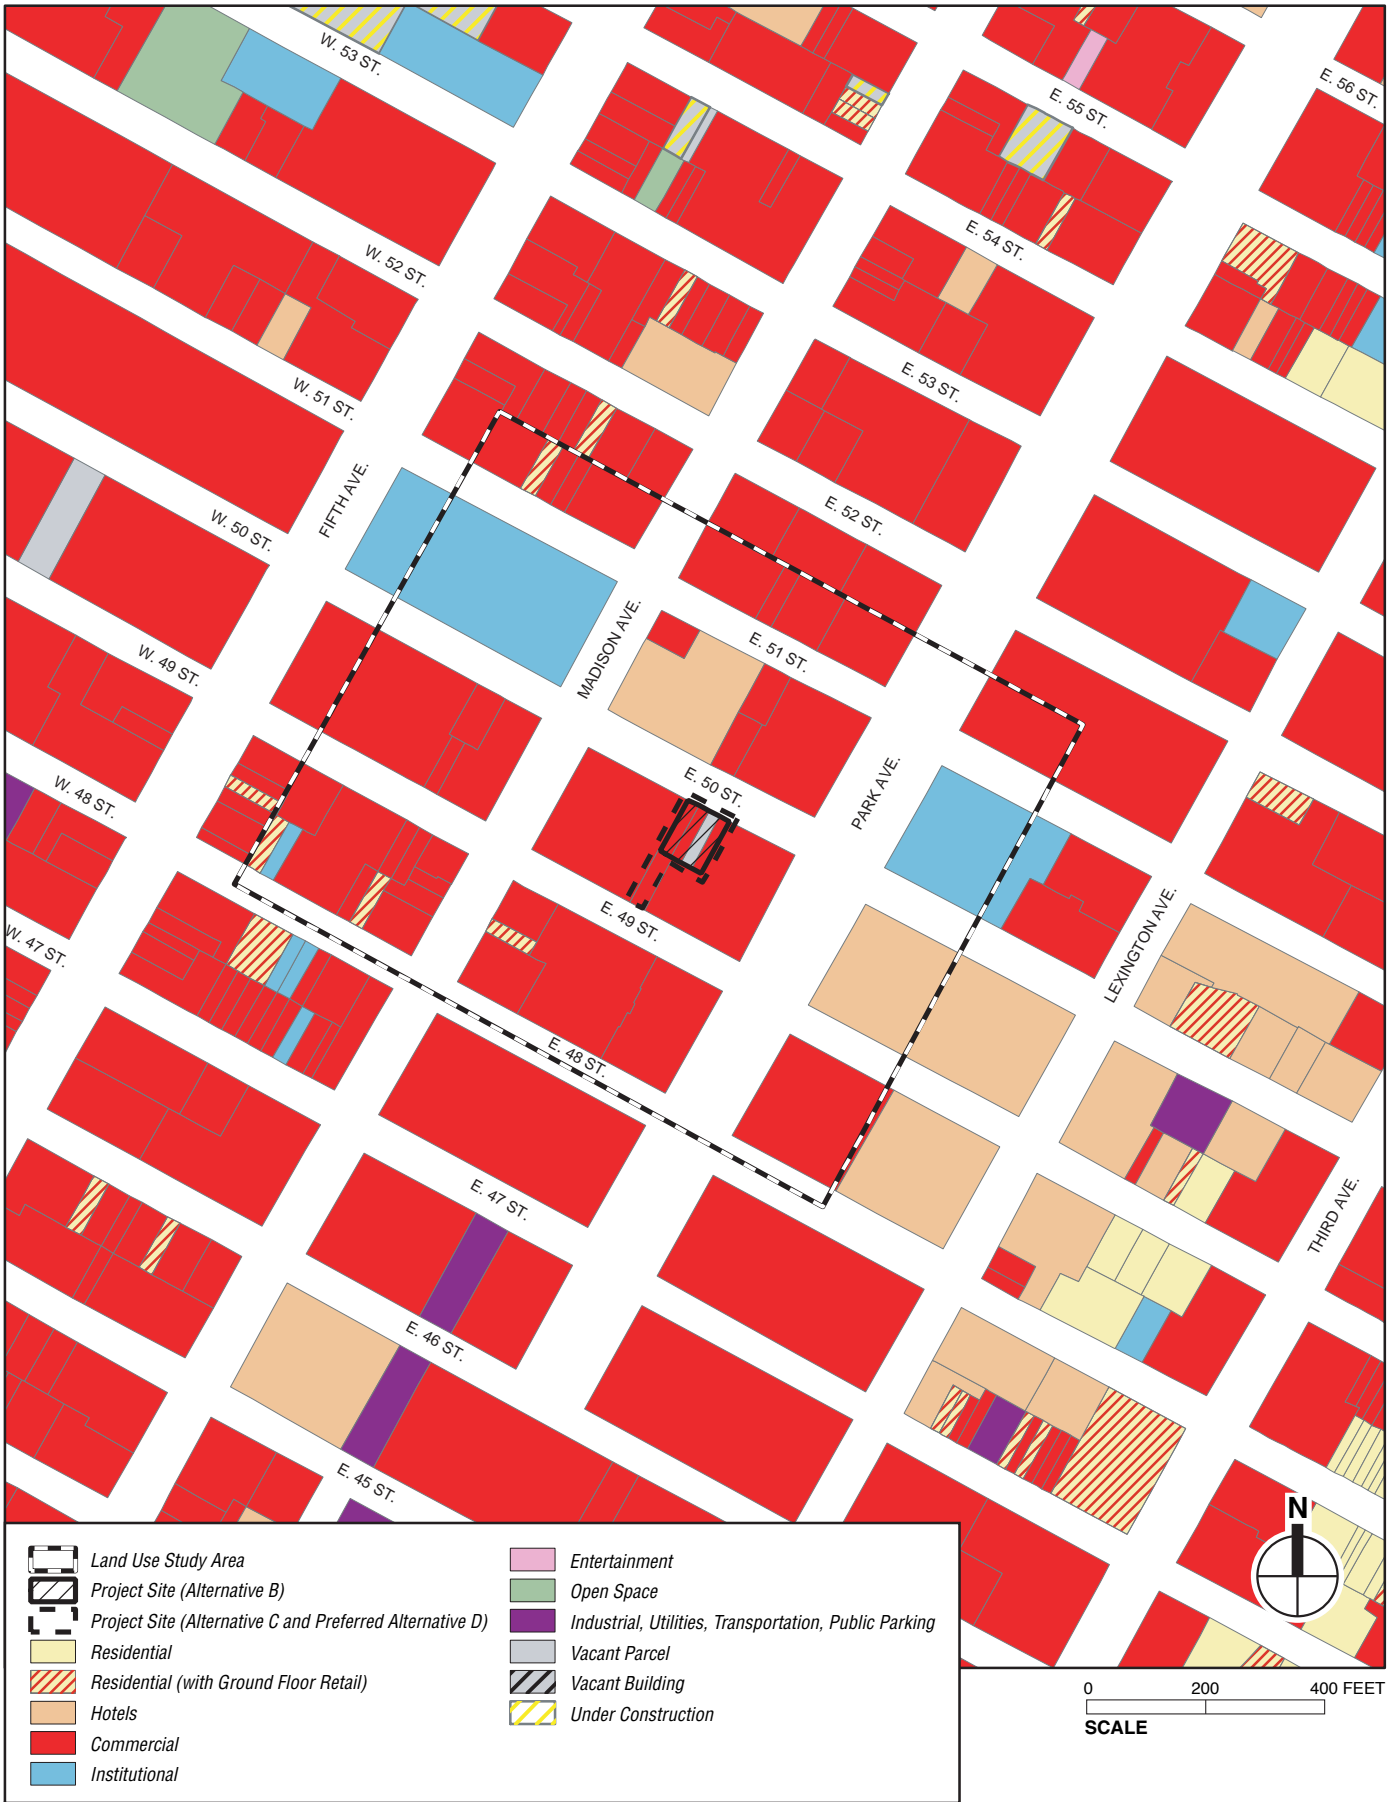 W. 53 ST.
E. 56 ST.
E. 55 ST.
E. 54 ST.
W. 52 ST.
E. 53 ST.
W. 51 ST.
FIFTH AVE.
W. 50 ST.
E. 52 ST.
MADISON AVE.
E. 51 ST.
W. 49 ST.
E. 50 ST.
PARK AVE.
W. 48 ST.
E. 49 ST.
LEXINGTON AVE.
W. 47 ST.
E. 48 ST.
E. 47 ST.
THIRD AVE.
E. 46 ST.
E. 45 ST.
N
Land Use Study Area
Project Site (Alternative B)
Project Site (Alternative C and Preferred Alternative D)
Residential
Residential (with Ground Floor Retail)
Hotels
Commercial
Institutional
Entertainment
Open Space
Industrial, Utilities, Transportation, Public Parking
Vacant Parcel
Vacant Building
Under Construction
0 200 400 FEET
SCALE